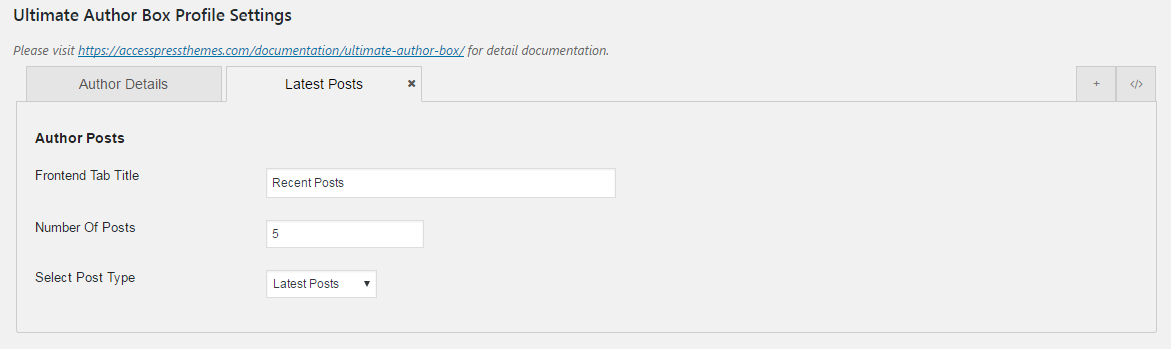 Ultimate Author Box Profile Settings
Please visit https://accesspressthemes.com/documentation/ultimate-author-box/ for detail documentation.
Author Details Latest Posts ✖ + </>
Author Posts
Frontend Tab Title Recent Posts
Number Of Posts 5
Select Post Type Latest Posts ▼